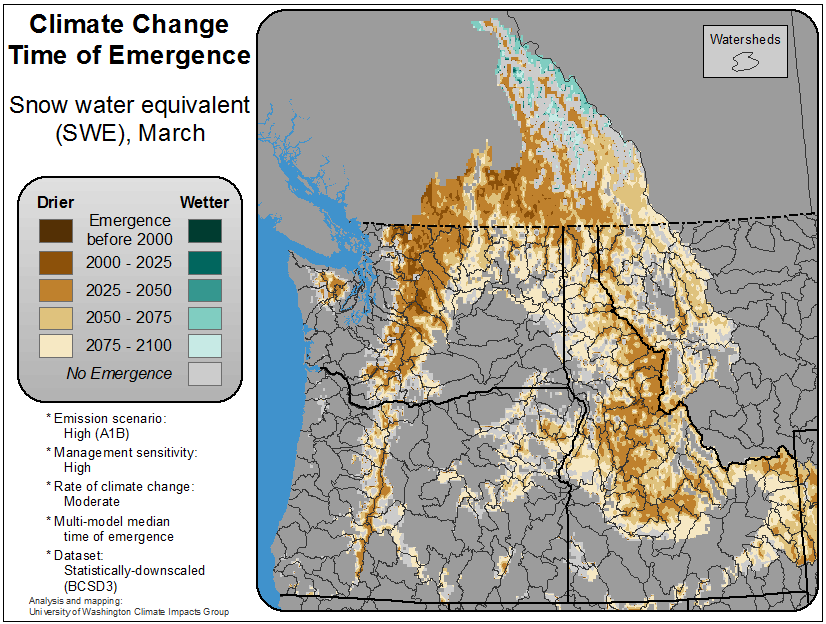 Climate Change
Time of Emergence
Snow water equivalent
(SWE), March
Drier
Wetter
Emergence
before 2000
2000 - 2025
2025 - 2050
2050 - 2075
2075 - 2100
No Emergence
* Emission scenario:
High (A1B)
* Management sensitivity:
High
* Rate of climate change:
Moderate
* Multi-model median
time of emergence
* Dataset:
Statistically-downscaled
(BCSD3)
Analysis and mapping:
University of Washington Climate Impacts Group
Watersheds